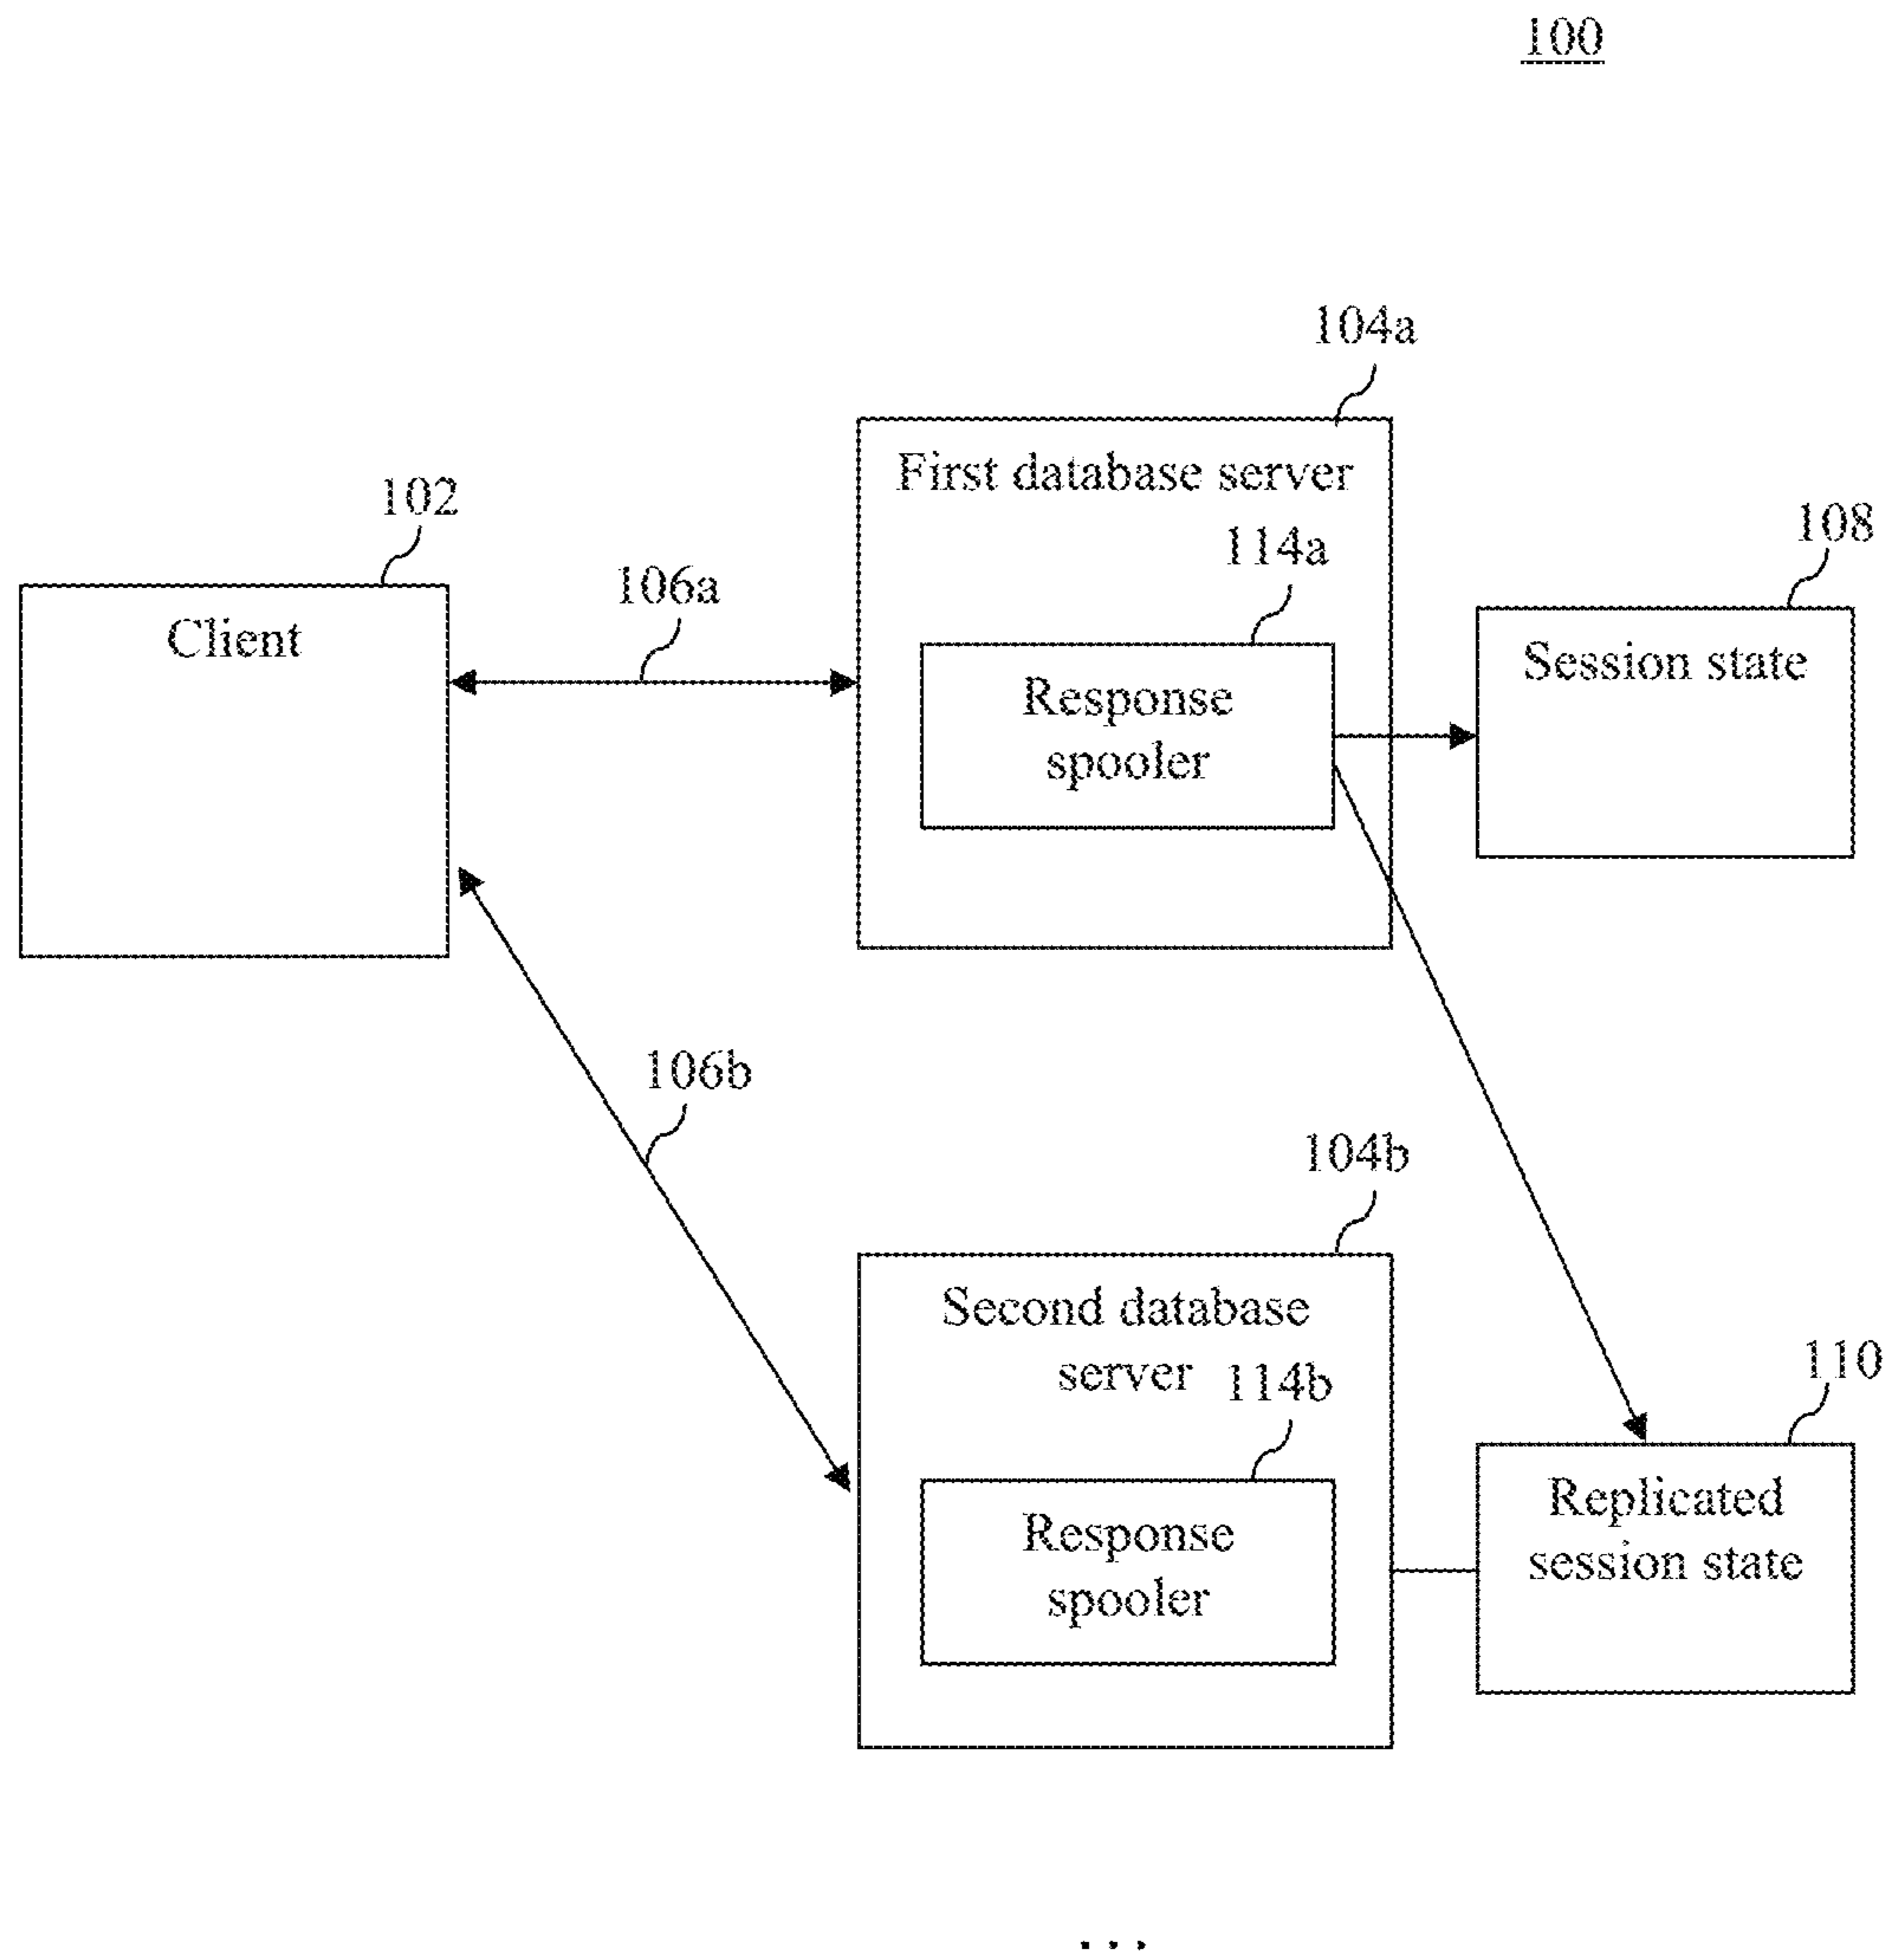 100
104a
First database server
102
108
114a
106a
Client
Session state
Response
spooler
106b
104b
Second database
server
110
114b
Replicated
session state
Response
spooler
...